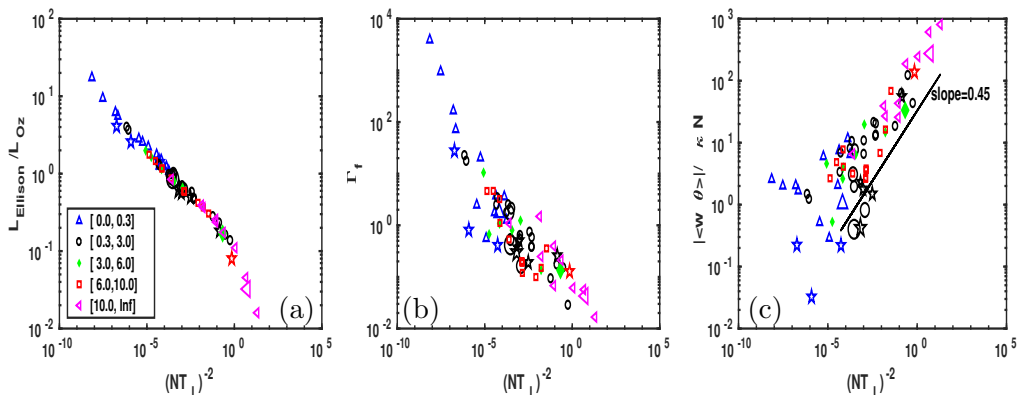 L_Ellison /L_Oz
10^2
10^1
10^0
10^-1
10^-2
[ 0.0, 0.3]
[ 0.3, 3.0]
[ 3.0, 6.0]
[ 6.0,10.0]
[10.0, Inf]
(a)
10^-10
10^-5
10^0
10^5
(NT_L)^-2
Γ_f
10^4
10^2
10^0
10^-2
(b)
10^-10
10^-5
10^0
10^5
(NT_L)^-2
|<w θ>|/ κ N
10^3
10^2
10^1
10^0
10^-1
10^-2
slope=0.45
(c)
10^-10
10^-5
10^0
10^5
(NT_L)^-2